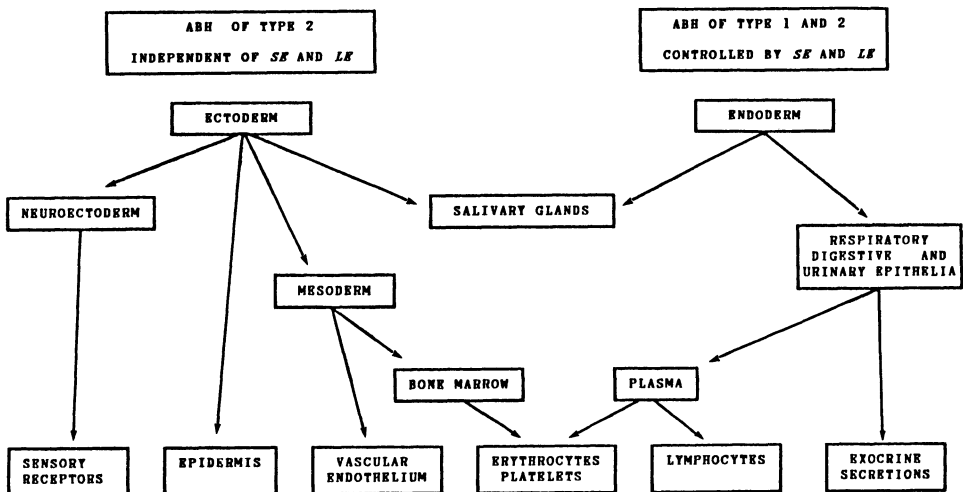 ABH OF TYPE 2
INDEPENDENT OF SE AND LE
ABH OF TYPE 1 AND 2
CONTROLLED BY SE AND LE
ECTODERM
ENDODERM
NEUROECTODERM
SALIVARY GLANDS
RESPIRATORY
DIGESTIVE AND
URINARY EPITHELIA
MESODERM
BONE MARROW
PLASMA
SENSORY
RECEPTORS
EPIDERMIS
VASCULAR
ENDOTHELIUM
ERYTHROCYTES
PLATELETS
LYMPHOCYTES
EXOCRINE
SECRETIONS